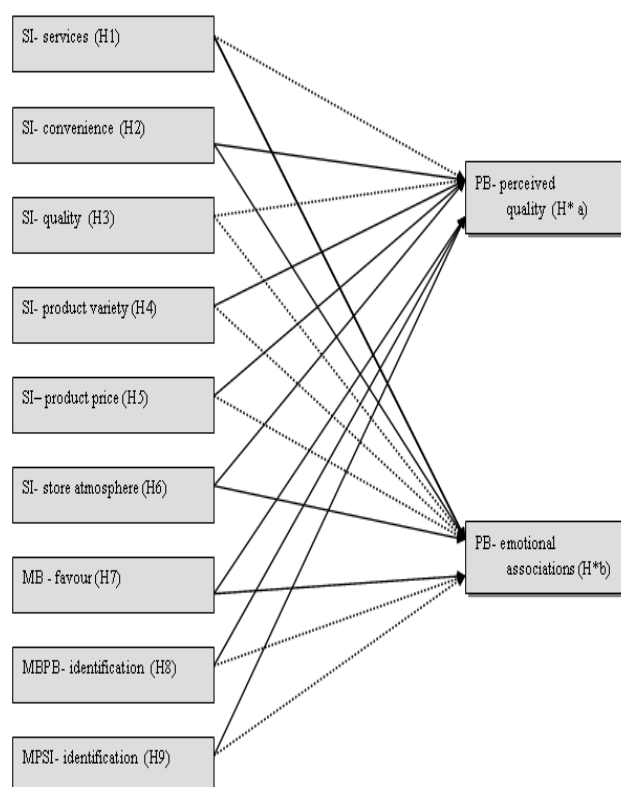 SI- services (H1)
SI- convenience (H2)
SI- quality (H3)
SI- product variety (H4)
SI– product price (H5)
SI- store atmosphere (H6)
MB - favour (H7)
MBPB- identification (H8)
MPSI- identification (H9)
PB- perceived
quality (H* a)
PB- emotional
associations (H*b)